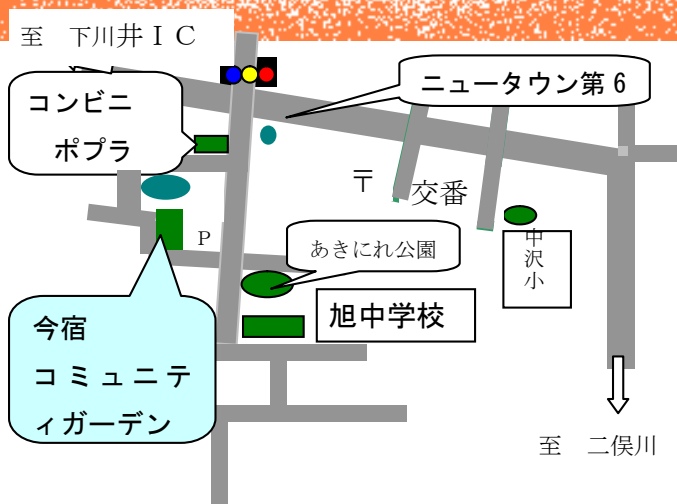 至　下川井ＩＣ
コンビニ
ポプラ
ニュータウン第６
〒
交番
中沢小
P
あきにれ公園
旭中学校
今宿
コミュニテ
ィガーデン
至　二俣川